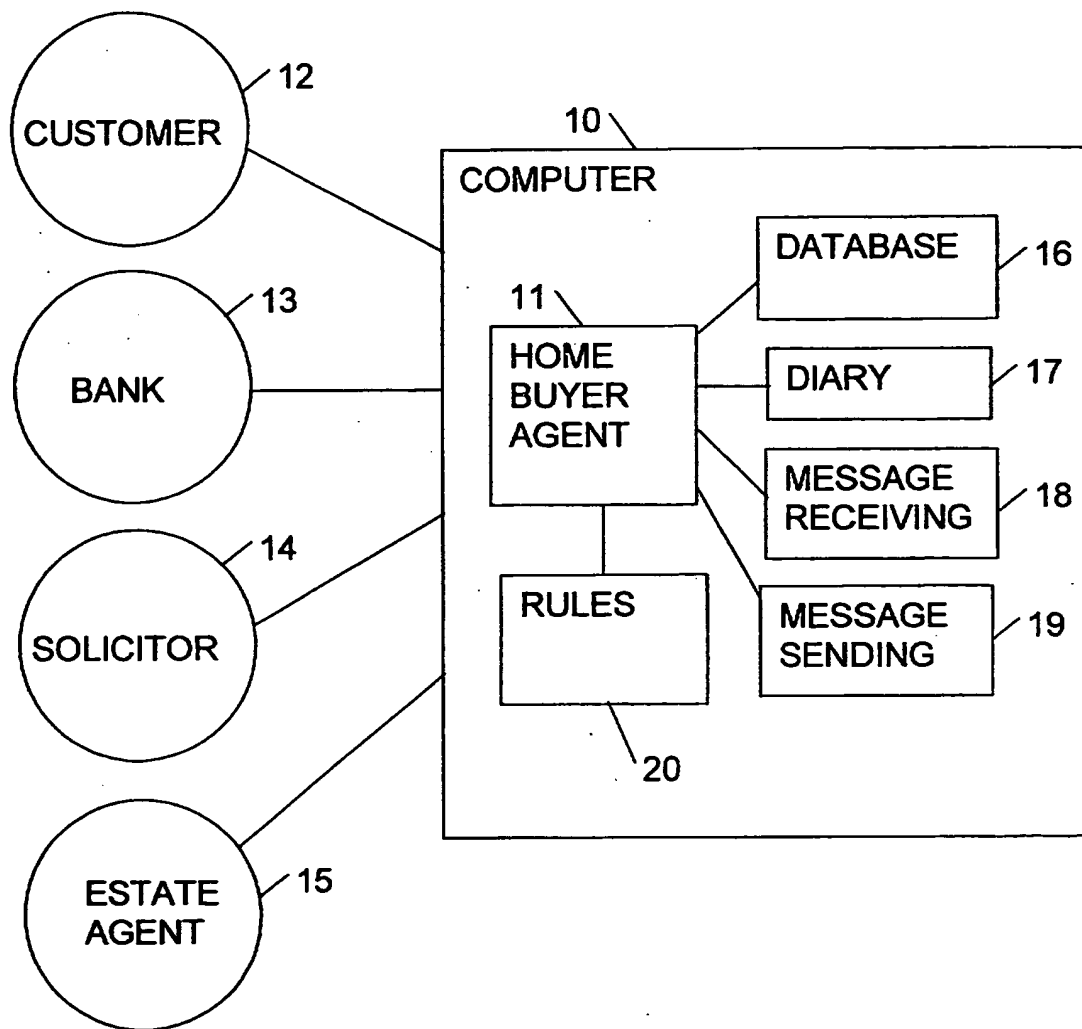 12
CUSTOMER
10
COMPUTER
DATABASE
16
13
11
BANK
HOME
BUYER
AGENT
DIARY
17
MESSAGE
RECEIVING
18
14
SOLICITOR
RULES
MESSAGE
SENDING
19
20
ESTATE
AGENT
15